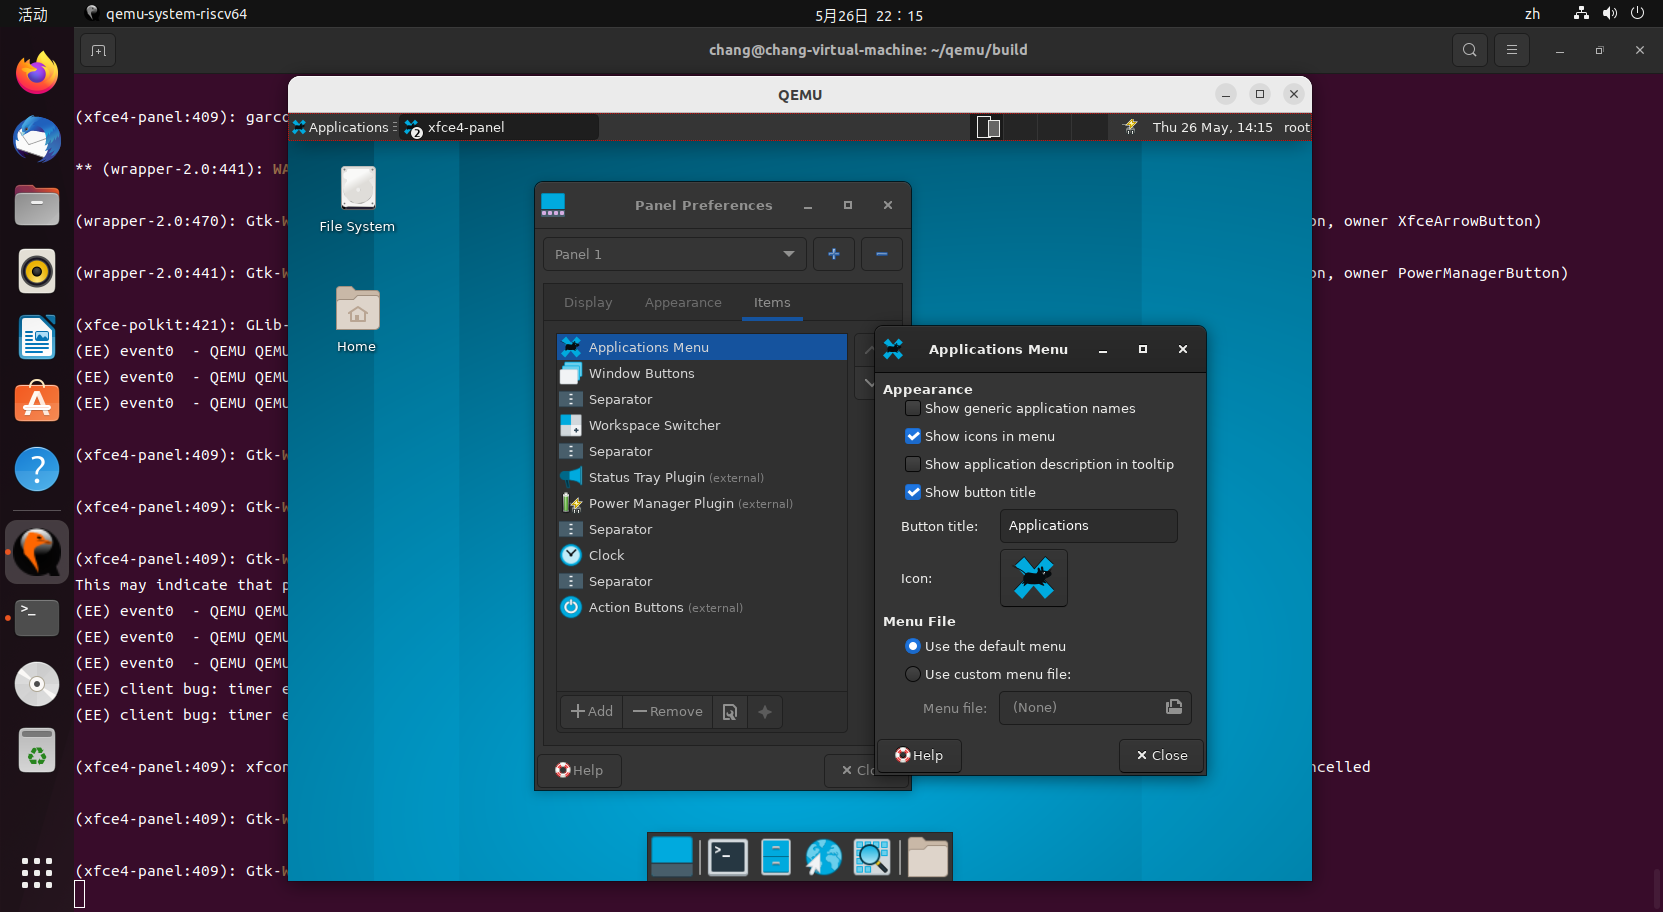 活动
qemu-system-riscv64
5月26日 22：15
zh
chang@chang-virtual-machine: ~/qemu/build
QEMU
Applications
2
xfce4-panel
Thu 26 May, 14:15
root
File System
Home
Panel Preferences
Panel 1
Display
Appearance
Items
Applications Menu
Window Buttons
Separator
Workspace Switcher
Separator
Status Tray Plugin (external)
Power Manager Plugin (external)
Separator
Clock
Separator
Action Buttons (external)
Add
Remove
Help
Applications Menu
Appearance
Show generic application names
Show icons in menu
Show application description in tooltip
Show button title
Button title:
Applications
Icon:
Menu File
Use the default menu
Use custom menu file:
Menu file:
(None)
Help
Close
(xfce4-panel:409):
** (wrapper-2.0:441):
(wrapper-2.0:470): Gtk-
, owner XfceArrowButton)
(wrapper-2.0:441): Gtk-
, owner PowerManagerButton)
(xfce-polkit:421): GLib-
(EE) event0  - QEMU QEMU
(EE) event0  - QEMU QEMU
(EE) event0  - QEMU QEMU
(xfce4-panel:409): Gtk-
(xfce4-panel:409): Gtk-
(xfce4-panel:409): Gtk-
This may indicate that
(EE) event0  - QEMU QEMU
(EE) event0  - QEMU QEMU
(EE) event0  - QEMU QEMU
(EE) client bug: timer
(EE) client bug: timer
(xfce4-panel:409):
(xfce4-panel:409): Gtk-
(xfce4-panel:409): Gtk-